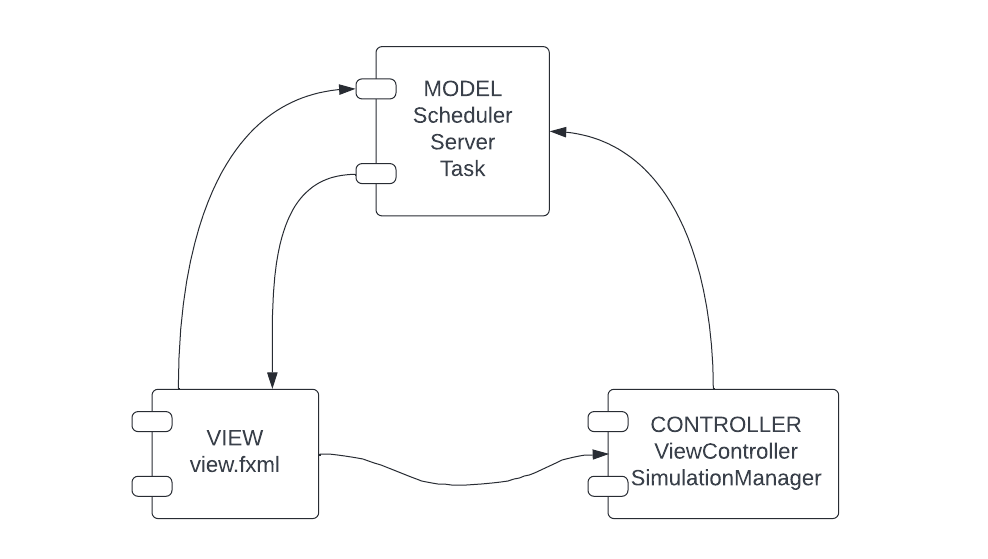 MODEL
Scheduler
Server
Task
VIEW
view.fxml
CONTROLLER
ViewController
SimulationManager